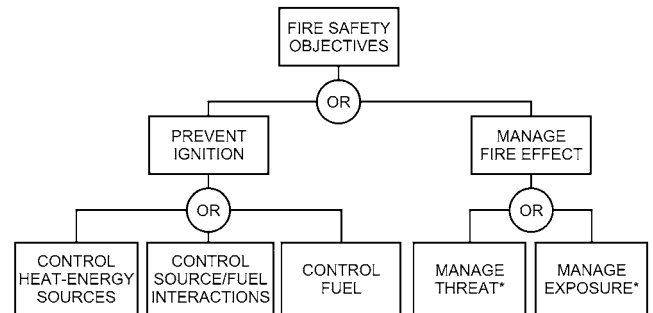 FIRE SAFETY
OBJECTIVES
OR
PREVENT
IGNITION
MANAGE
FIRE EFFECT
OR
OR
CONTROL
HEAT-ENERGY
SOURCES
CONTROL
SOURCE/FUEL
INTERACTIONS
CONTROL
FUEL
MANAGE
THREAT*
MANAGE
EXPOSURE*